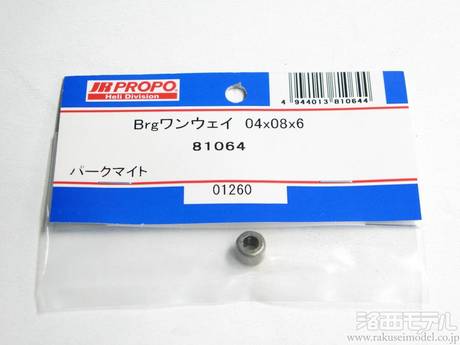 JR PROPO
Heli Division
4 944013 810644
Brgワンウェイ 04x08x6
81064
パークマイト
01260
洛西モデル
www.rakuseimodel.co.jp